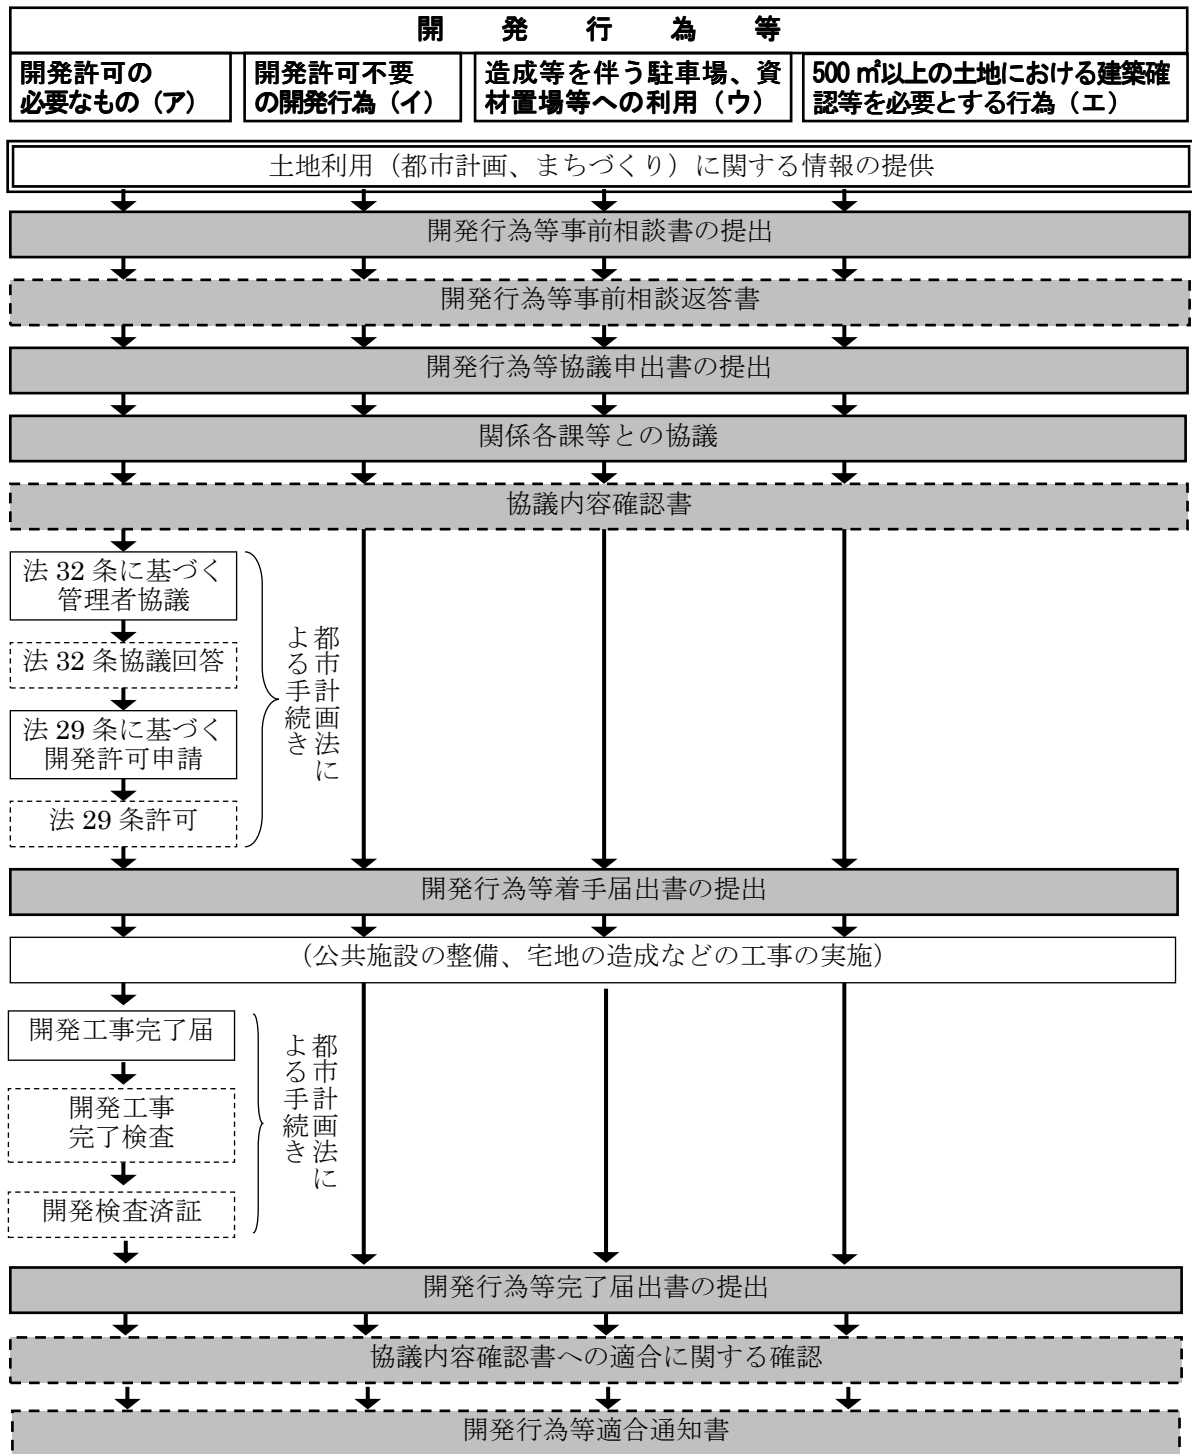 開発行為等
開発許可の
必要なもの（ア）
開発許可不要
の開発行為（イ）
造成等を伴う駐車場、資
材置場等への利用（ウ）
500 ㎡以上の土地における建築確
認等を必要とする行為（エ）
土地利用（都市計画、まちづくり）に関する情報の提供
開発行為等事前相談書の提出
開発行為等事前相談返答書
開発行為等協議申出書の提出
関係各課等との協議
協議内容確認書
法 32 条に基づく
管理者協議
法 32 条協議回答
法 29 条に基づく
開発許可申請
法 29 条許可
都市計画法に
よる手続き
開発行為等着手届出書の提出
（公共施設の整備、宅地の造成などの工事の実施）
開発工事完了届
開発工事
完了検査
開発検査済証
都市計画法に
よる手続き
開発行為等完了届出書の提出
協議内容確認書への適合に関する確認
開発行為等適合通知書